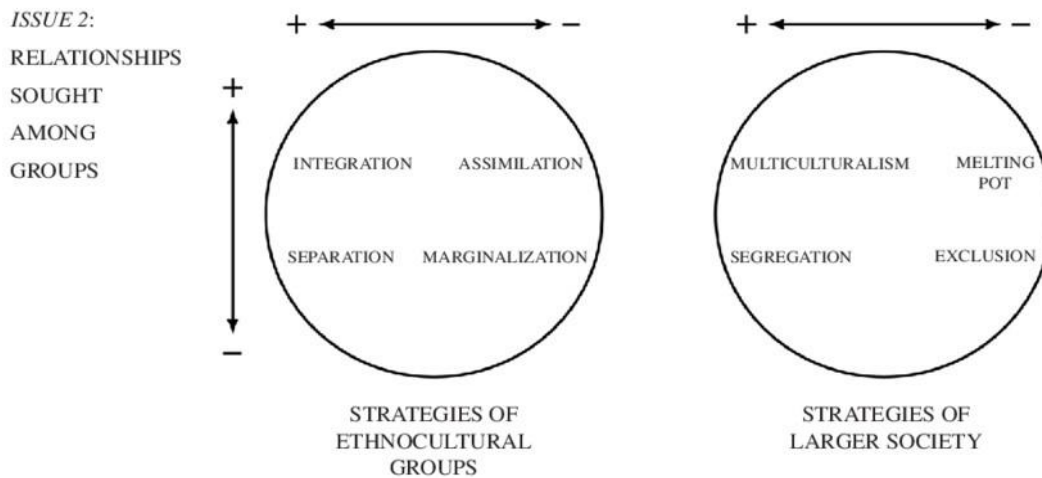 ISSUE 2:
RELATIONSHIPS
SOUGHT
AMONG
GROUPS
+ −
+
−
INTEGRATION ASSIMILATION
SEPARATION MARGINALIZATION
STRATEGIES OF
ETHNOCULTURAL
GROUPS
+ −
MULTICULTURALISM MELTING
POT
SEGREGATION EXCLUSION
STRATEGIES OF
LARGER SOCIETY